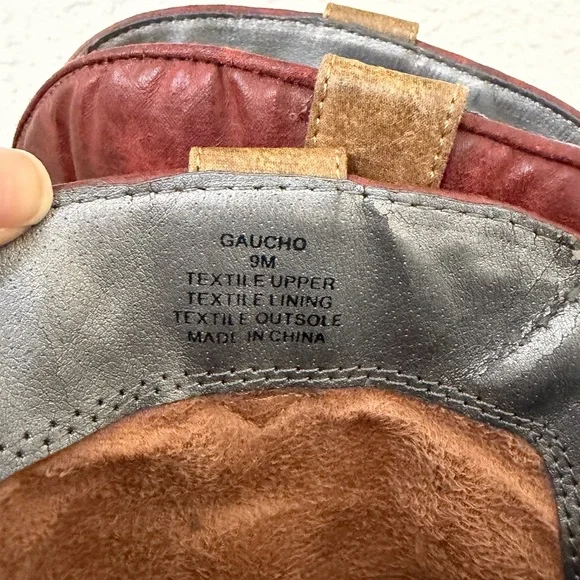 GAUCHO
9M
TEXTILE UPPER
TEXTILE LINING
TEXTILE OUTSOLE
MADE IN CHINA